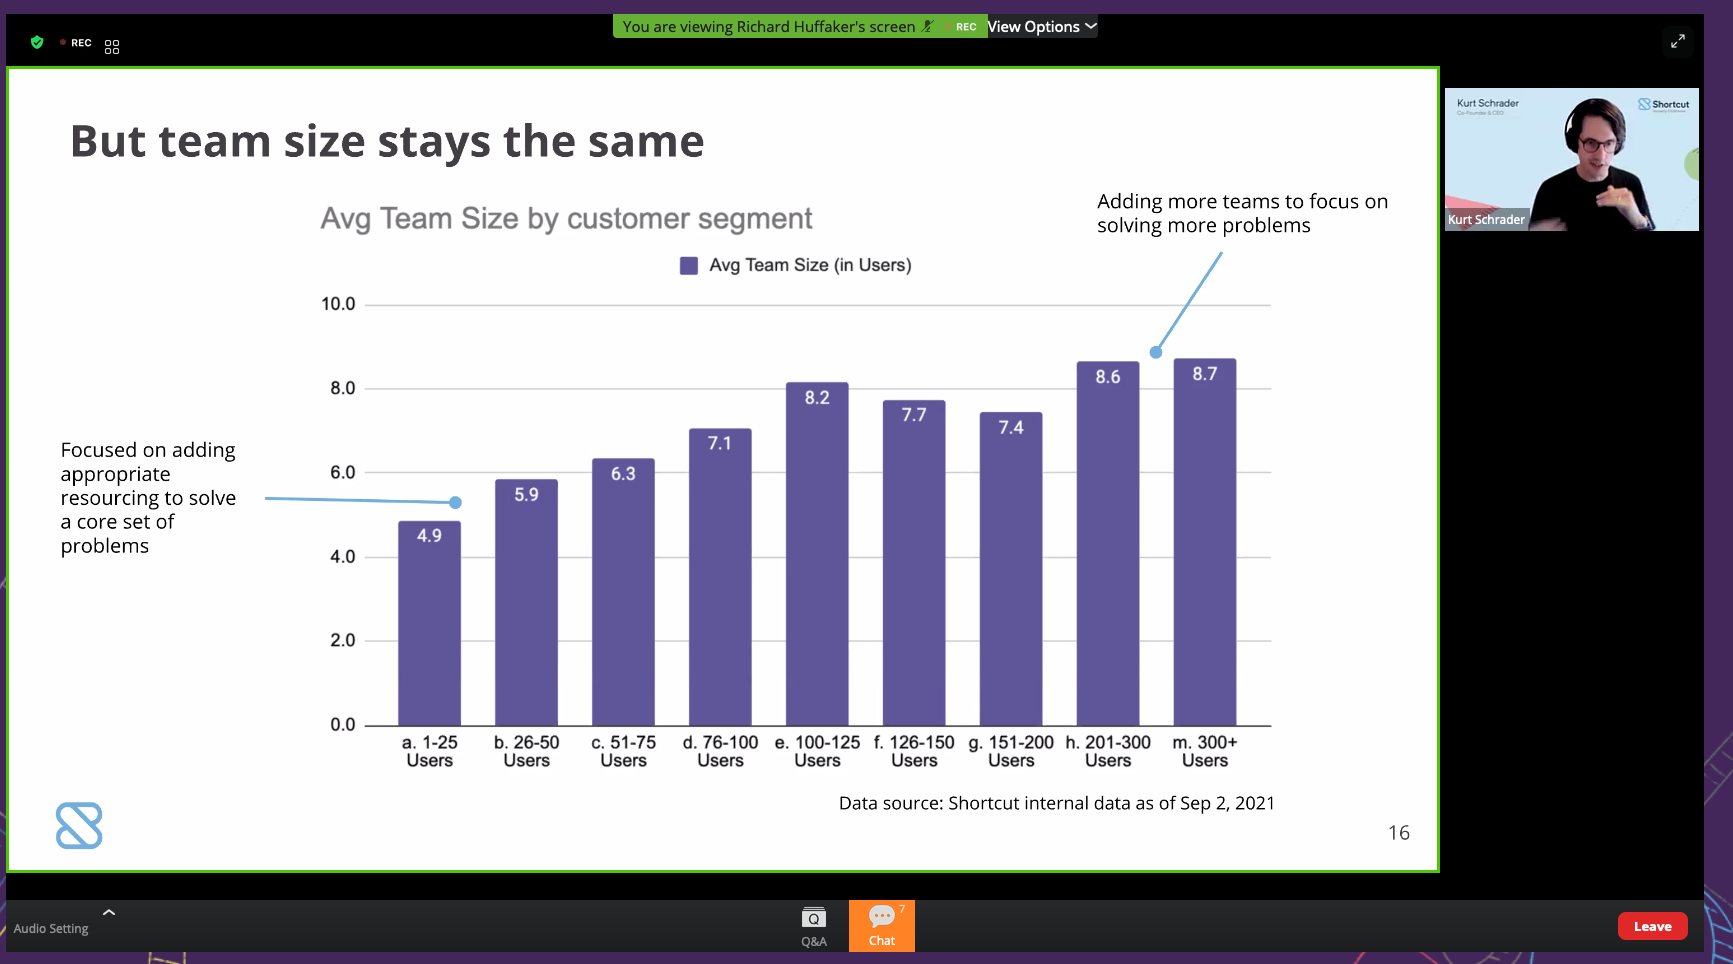 You are viewing Richard Huffaker's screen
REC
View Options
REC
But team size stays the same
Avg Team Size by customer segment
Avg Team Size (in Users)
Adding more teams to focus on
solving more problems
Focused on adding
appropriate
resourcing to solve
a core set of
problems
10.0
8.0
6.0
4.0
2.0
0.0
4.9
5.9
6.3
7.1
8.2
7.7
7.4
8.6
8.7
a. 1-25 Users
b. 26-50 Users
c. 51-75 Users
d. 76-100 Users
e. 100-125 Users
f. 126-150 Users
g. 151-200 Users
h. 201-300 Users
m. 300+ Users
Data source: Shortcut internal data as of Sep 2, 2021
16
Kurt Schrader
Co-Founder & CEO
Shortcut
Kurt Schrader
Audio Setting
Q
Q&A
7
Chat
Leave